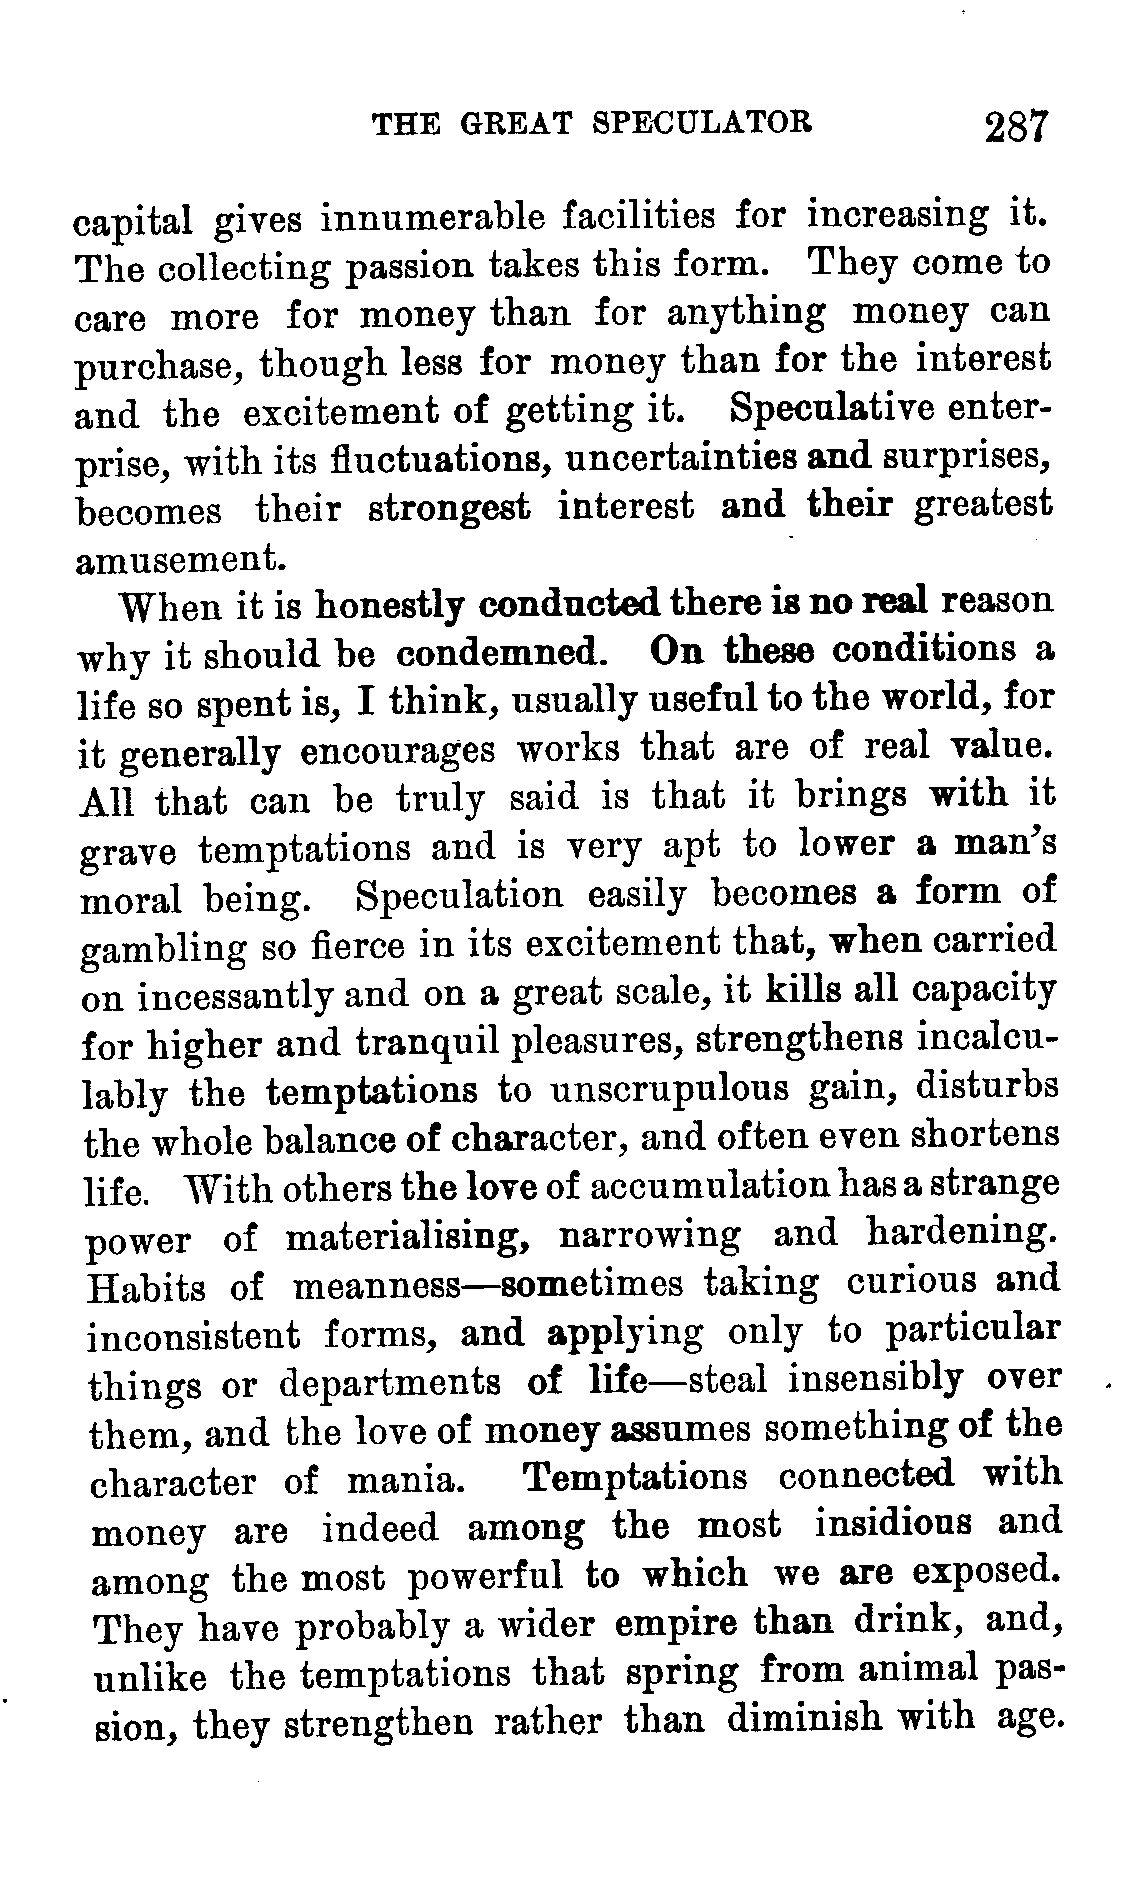 THE GREAT SPECULATOR 287
capital gives innumerable facilities for increasing it.
The collecting passion takes this form. They come to
care more for money than for anything money can
purchase, though less for money than for the interest
and the excitement of getting it. Speculative enter-
prise, with its fluctuations, uncertainties and surprises,
becomes their strongest interest and their greatest
amusement.
When it is honestly conducted there is no real reason
why it should be condemned. On these conditions a
life so spent is, I think, usually useful to the world, for
it generally encourages works that are of real value.
All that can be truly said is that it brings with it
grave temptations and is very apt to lower a man's
moral being. Speculation easily becomes a form of
gambling so fierce in its excitement that, when carried
on incessantly and on a great scale, it kills all capacity
for higher and tranquil pleasures, strengthens incalcu-
lably the temptations to unscrupulous gain, disturbs
the whole balance of character, and often even shortens
life. With others the love of accumulation has a strange
power of materialising, narrowing and hardening.
Habits of meanness—sometimes taking curious and
inconsistent forms, and applying only to particular
things or departments of life—steal insensibly over
them, and the love of money assumes something of the
character of mania. Temptations connected with
money are indeed among the most insidious and
among the most powerful to which we are exposed.
They have probably a wider empire than drink, and,
unlike the temptations that spring from animal pas-
sion, they strengthen rather than diminish with age.